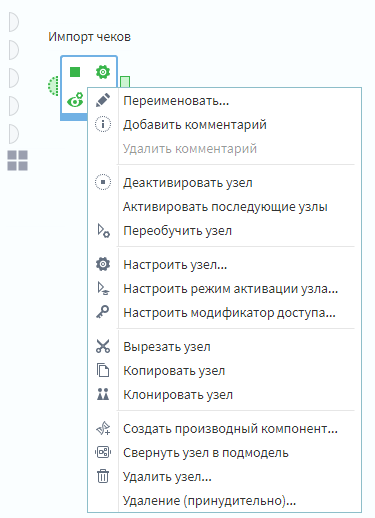 Импорт чеков
Переименовать...
Добавить комментарий
Удалить комментарий
Деактивировать узел
Активировать последующие узлы
Переобучить узел
Настроить узел...
Настроить режим активации узла...
Настроить модификатор доступа...
Вырезать узел
Копировать узел
Клонировать узел
Создать производный компонент...
Свернуть узел в подмодель
Удалить узел...
Удаление (принудительно)...